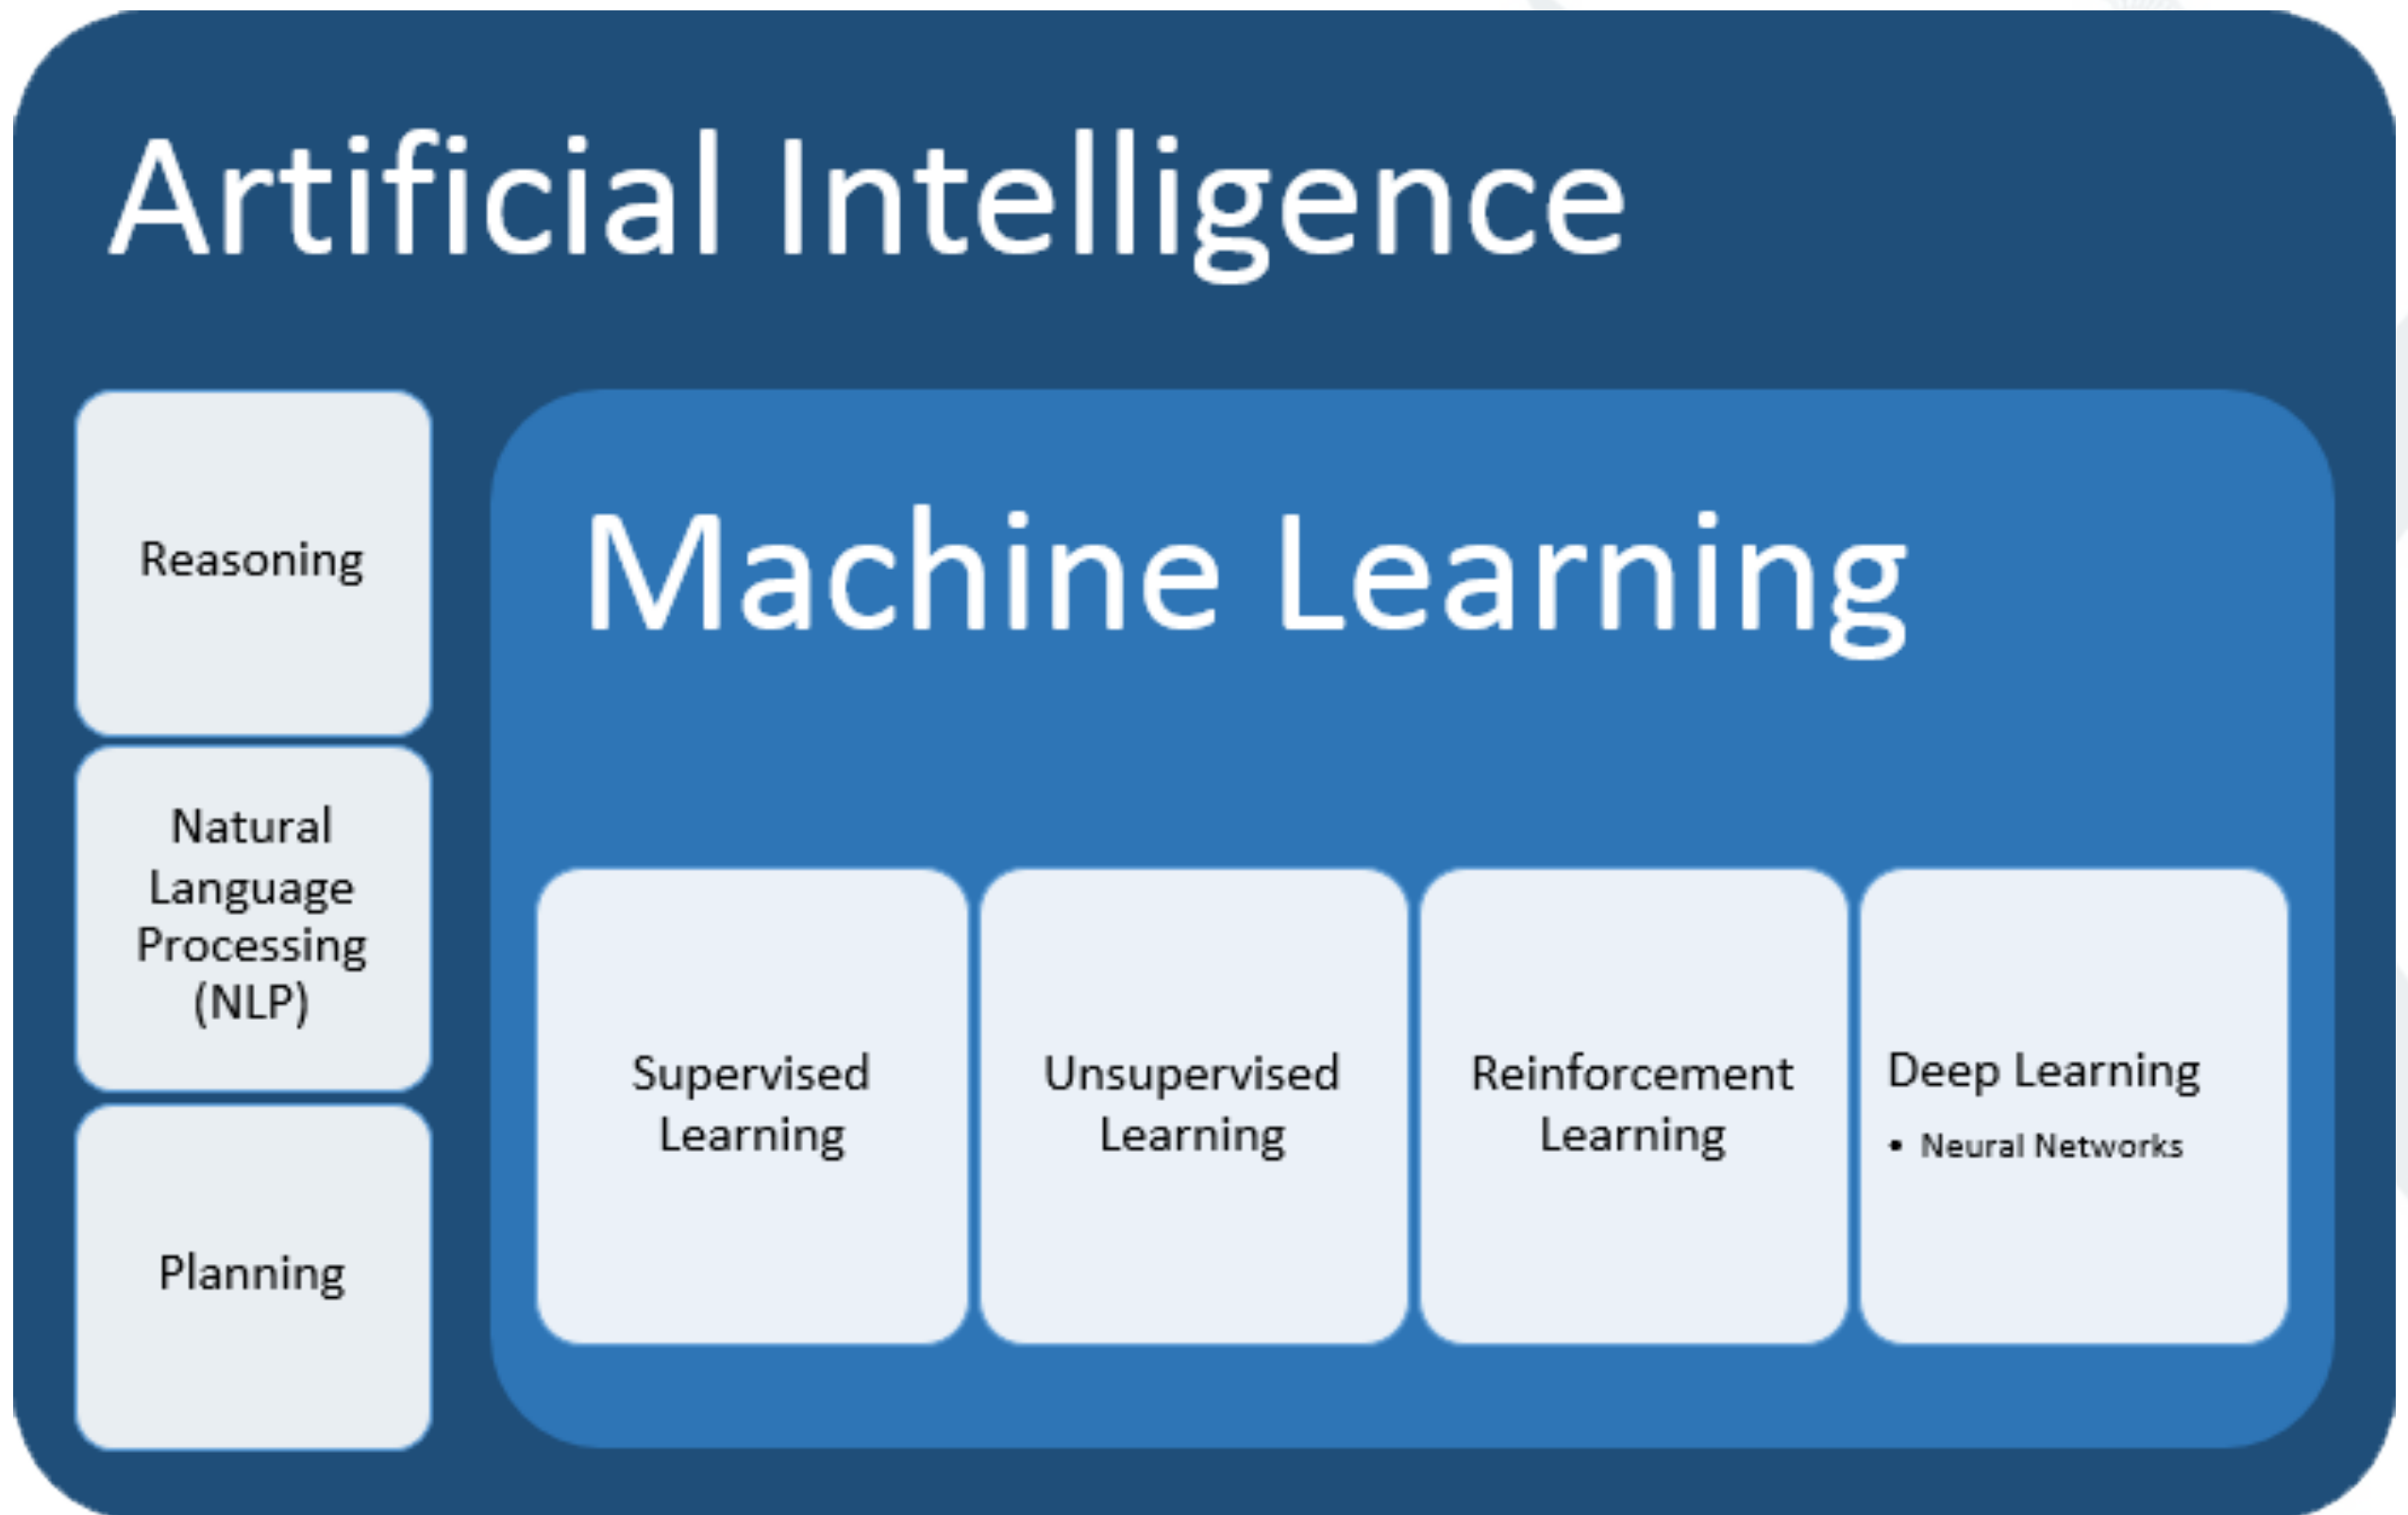 Artificial Intelligence
Reasoning
Natural
Language
Processing
(NLP)
Planning
Machine Learning
Supervised
Learning
Unsupervised
Learning
Reinforcement
Learning
Deep Learning
• Neural Networks